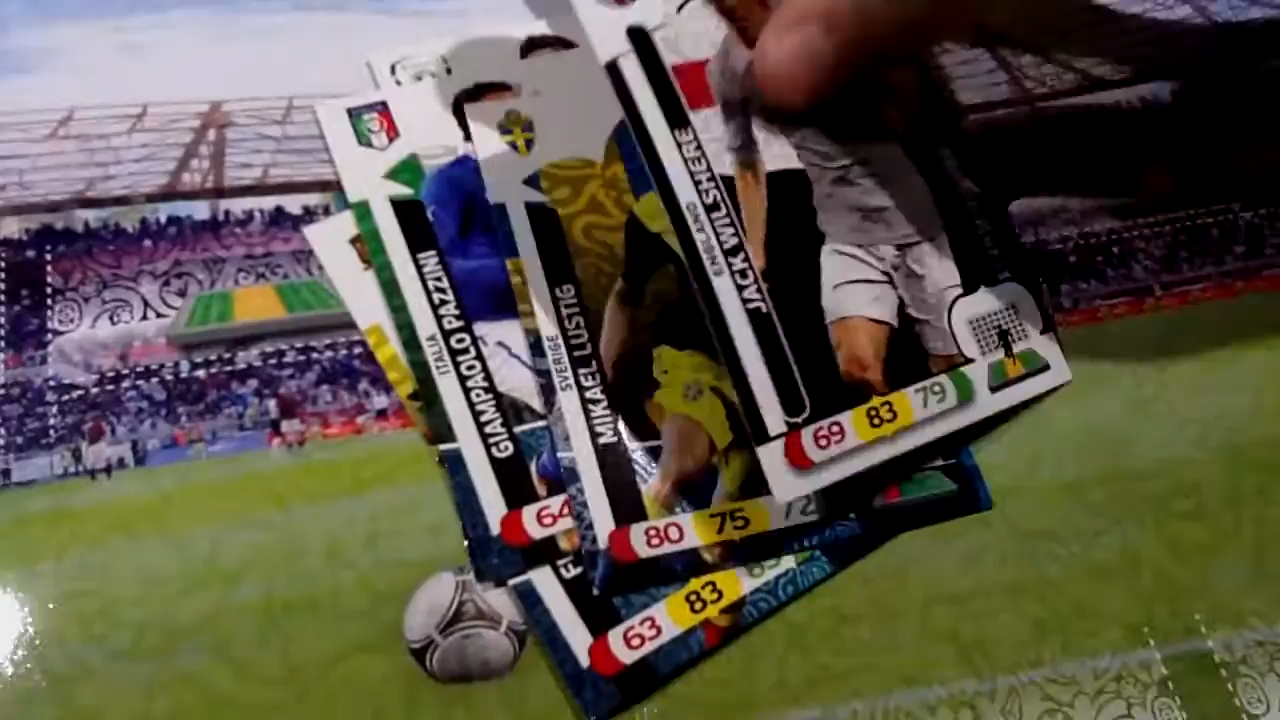 ITALIA
GIAMPAOLO PAZZINI
64
SVERIGE
MIKAEL LUSTIG
80 75 72
ENGLAND
JACK WILSHERE
69 83 79
63 83